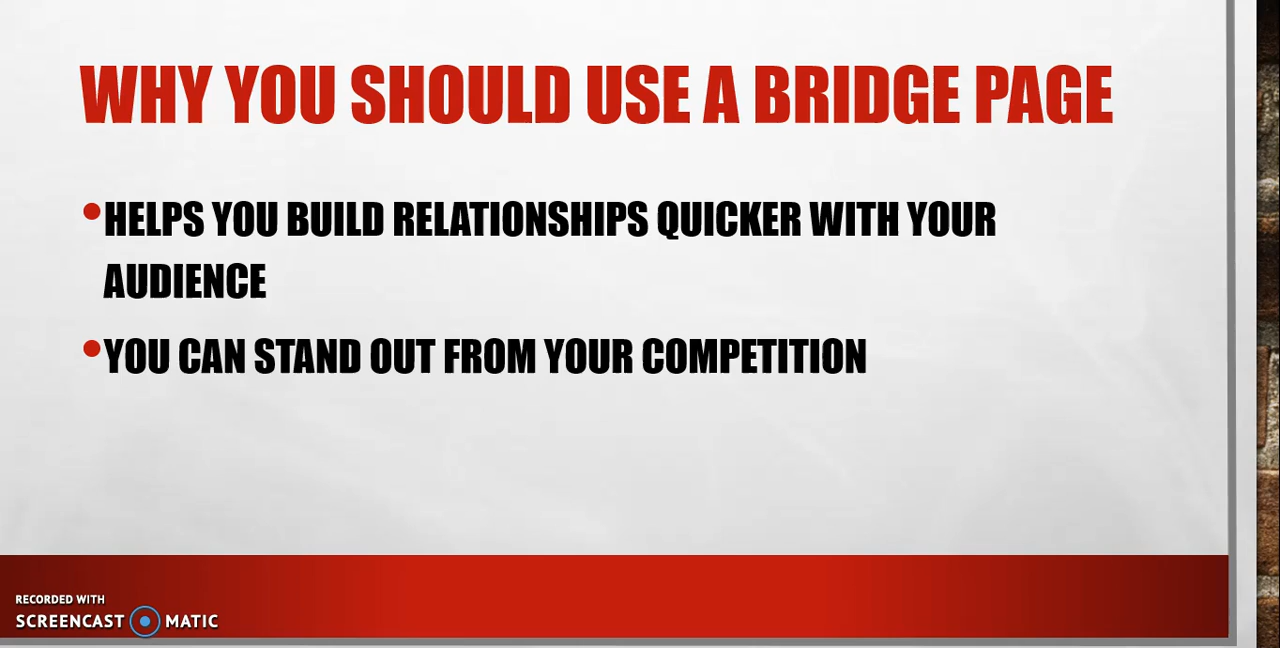 WHY YOU SHOULD USE A BRIDGE PAGE
•HELPS YOU BUILD RELATIONSHIPS QUICKER WITH YOUR
AUDIENCE
•YOU CAN STAND OUT FROM YOUR COMPETITION
RECORDED WITH
SCREENCAST MATIC